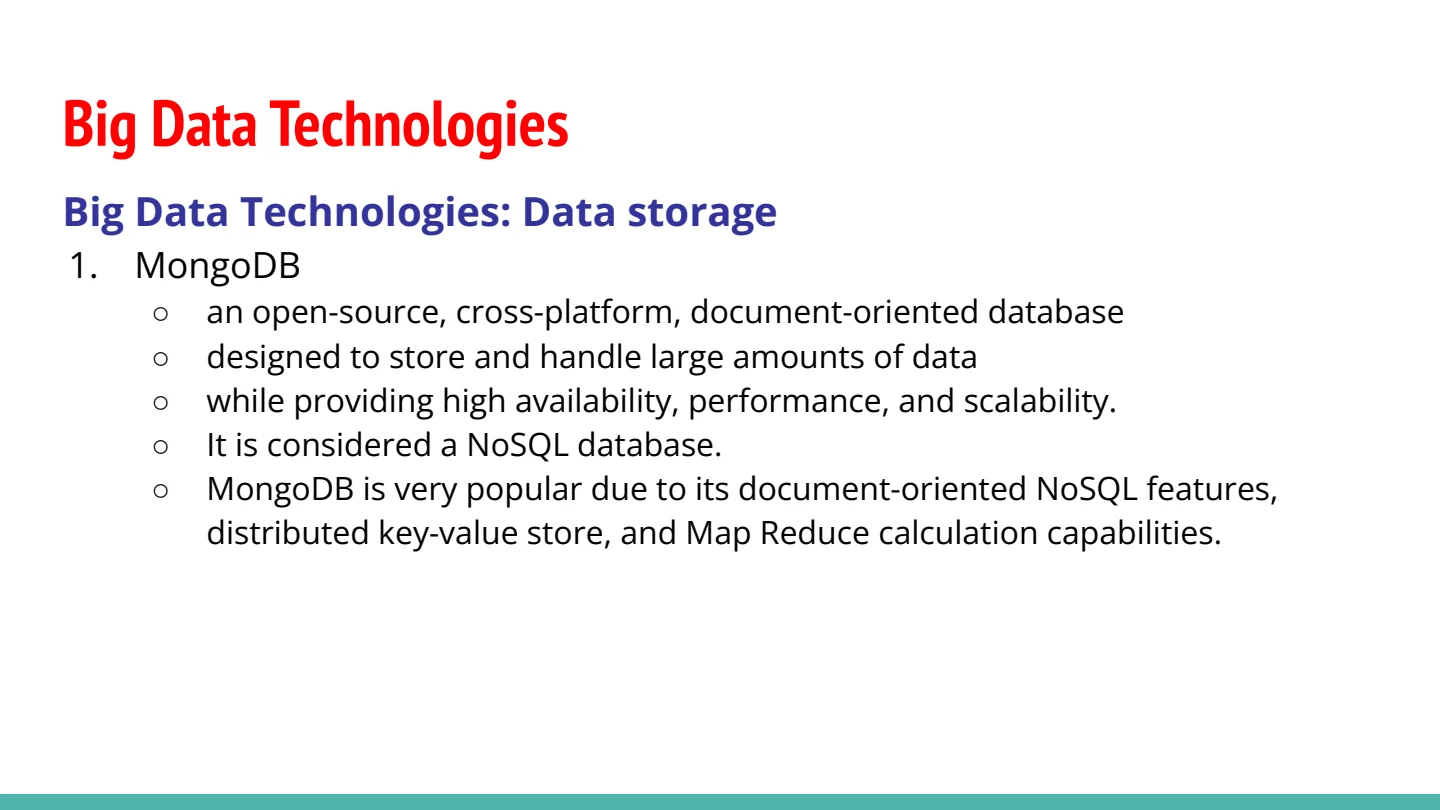 Big Data Technologies
Big Data Technologies: Data storage
1. MongoDB
○ an open-source, cross-platform, document-oriented database
○ designed to store and handle large amounts of data
○ while providing high availability, performance, and scalability.
○ It is considered a NoSQL database.
○ MongoDB is very popular due to its document-oriented NoSQL features,
distributed key-value store, and Map Reduce calculation capabilities.